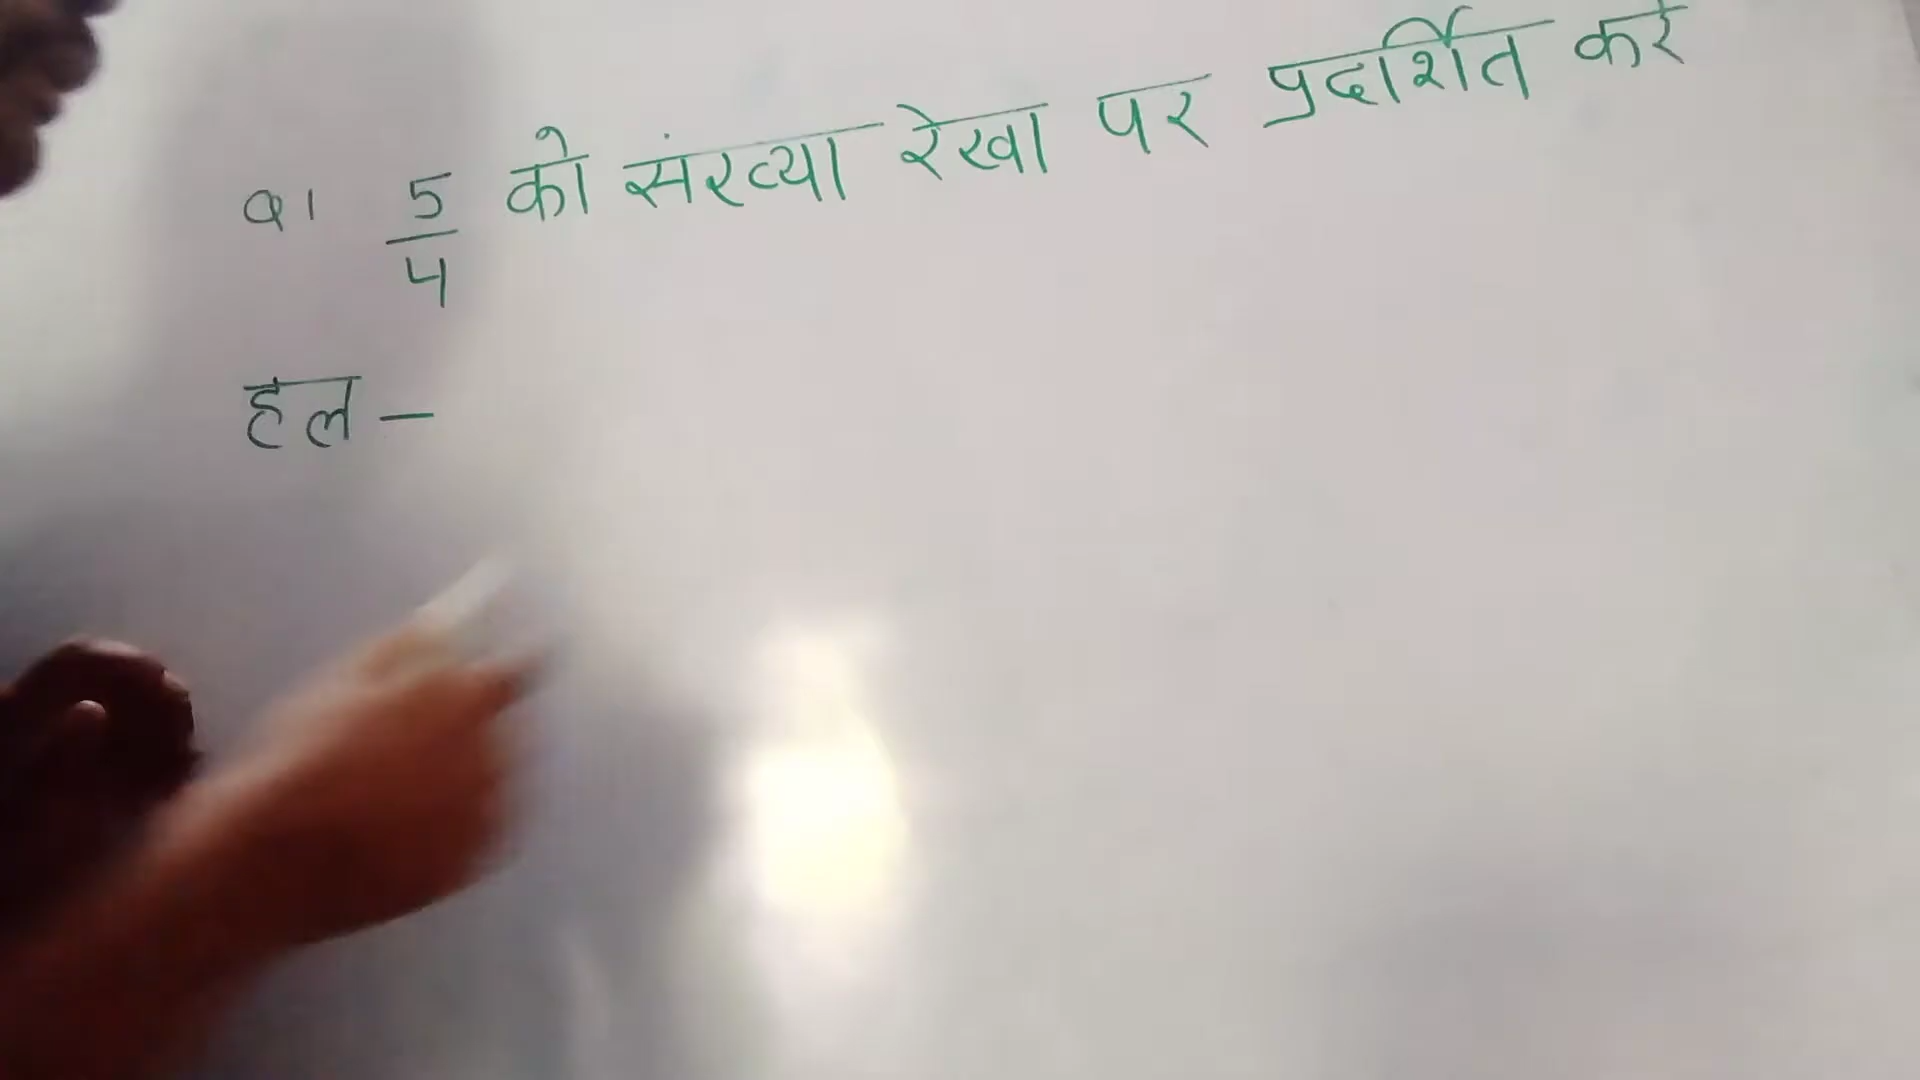 Q1 5/4 को संख्या रेखा पर प्रदर्शित करे
हल –